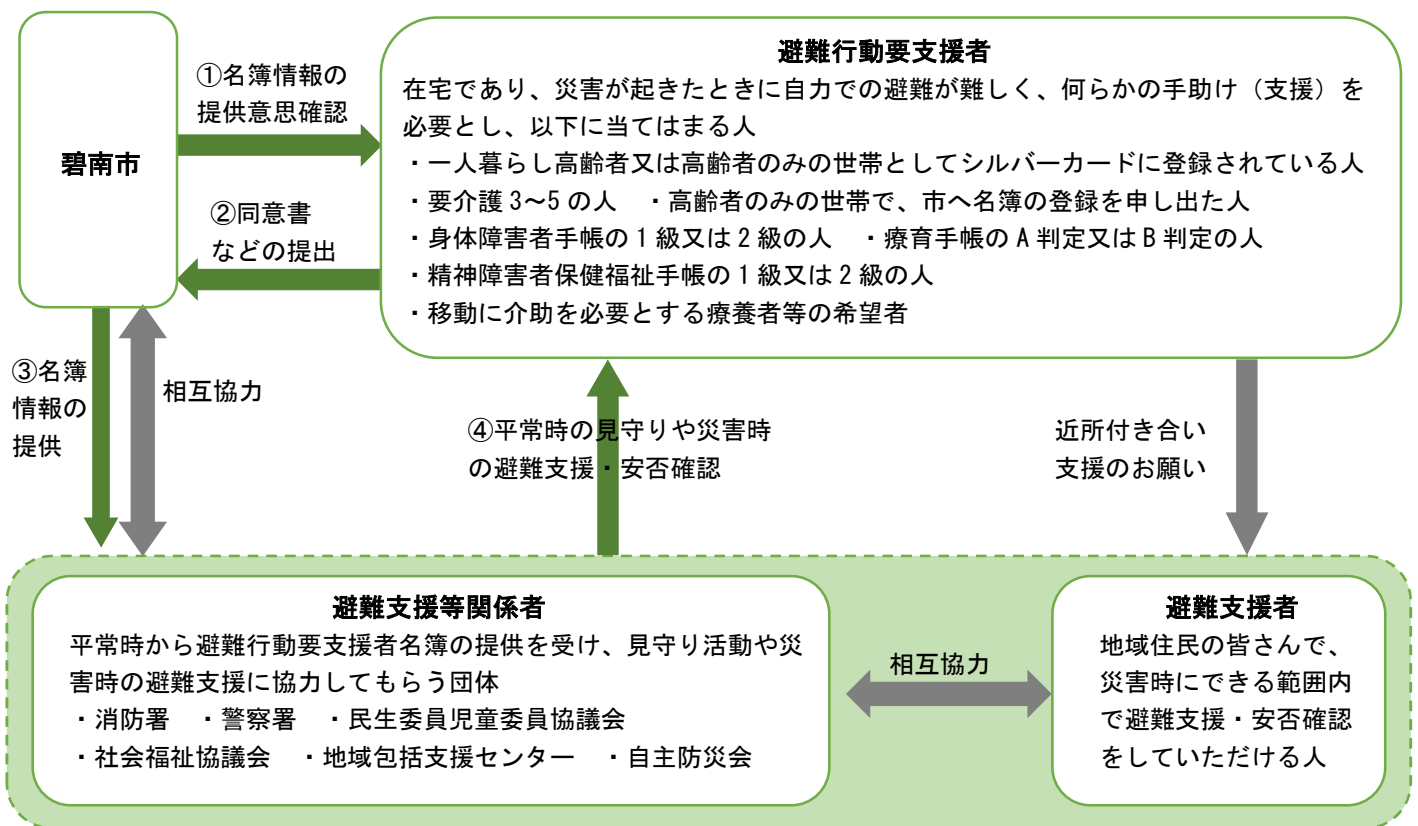 碧南市
①名簿情報の
提供意思確認
②同意書
などの提出
避難行動要支援者
在宅であり、災害が起きたときに自力での避難が難しく、何らかの手助け（支援）を
必要とし、以下に当てはまる人
・一人暮らし高齢者又は高齢者のみの世帯としてシルバーカードに登録されている人
・要介護 3～5 の人　・高齢者のみの世帯で、市へ名簿の登録を申し出た人
・身体障害者手帳の 1 級又は 2 級の人　・療育手帳の A 判定又は B 判定の人
・精神障害者保健福祉手帳の 1 級又は 2 級の人
・移動に介助を必要とする療養者等の希望者
③名簿
情報の
提供
相互協力
④平常時の見守りや災害時
の避難支援・安否確認
近所付き合い
支援のお願い
避難支援等関係者
平常時から避難行動要支援者名簿の提供を受け、見守り活動や災
害時の避難支援に協力してもらう団体
・消防署　・警察署　・民生委員児童委員協議会
・社会福祉協議会　・地域包括支援センター　・自主防災会
相互協力
避難支援者
地域住民の皆さんで、
災害時にできる範囲内
で避難支援・安否確認
をしていただける人